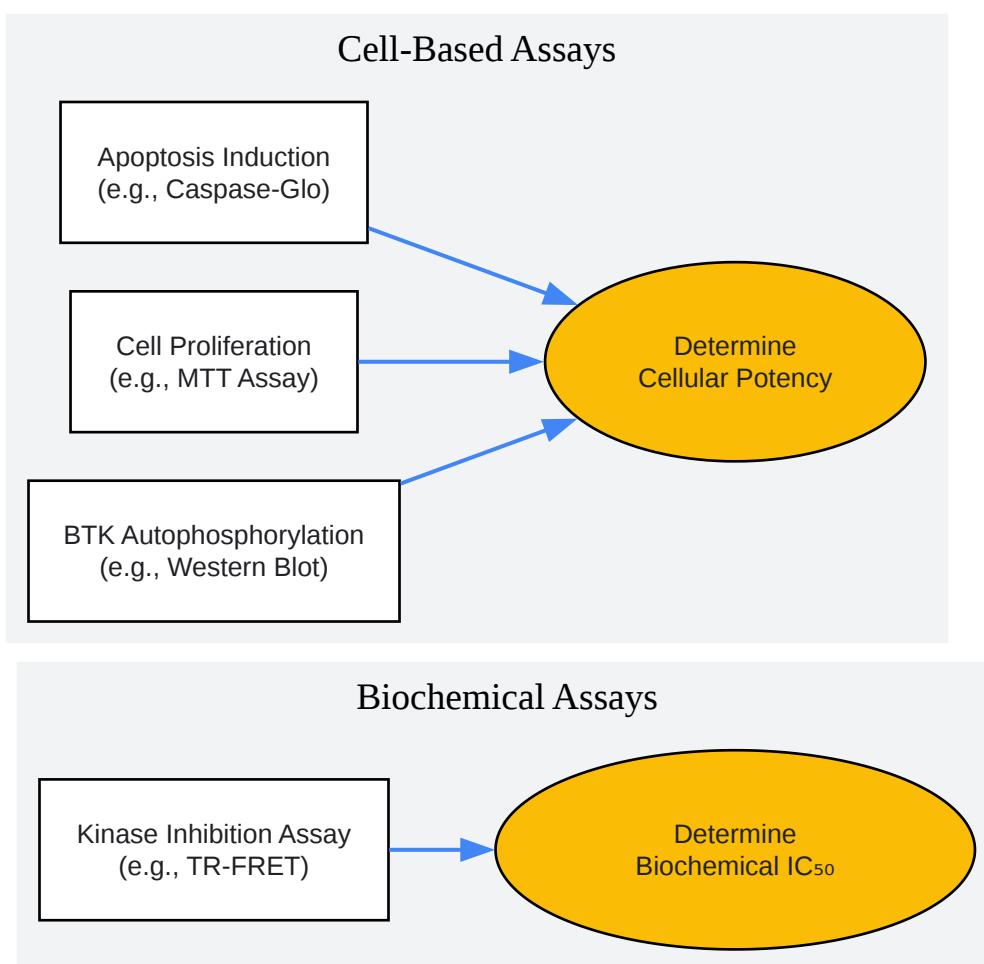 Cell-Based Assays
Apoptosis Induction
(e.g., Caspase-Glo)
Cell Proliferation
(e.g., MTT Assay)
Determine
Cellular Potency
BTK Autophosphorylation
(e.g., Western Blot)
Biochemical Assays
Kinase Inhibition Assay
(e.g., TR-FRET)
Determine
Biochemical IC₅₀